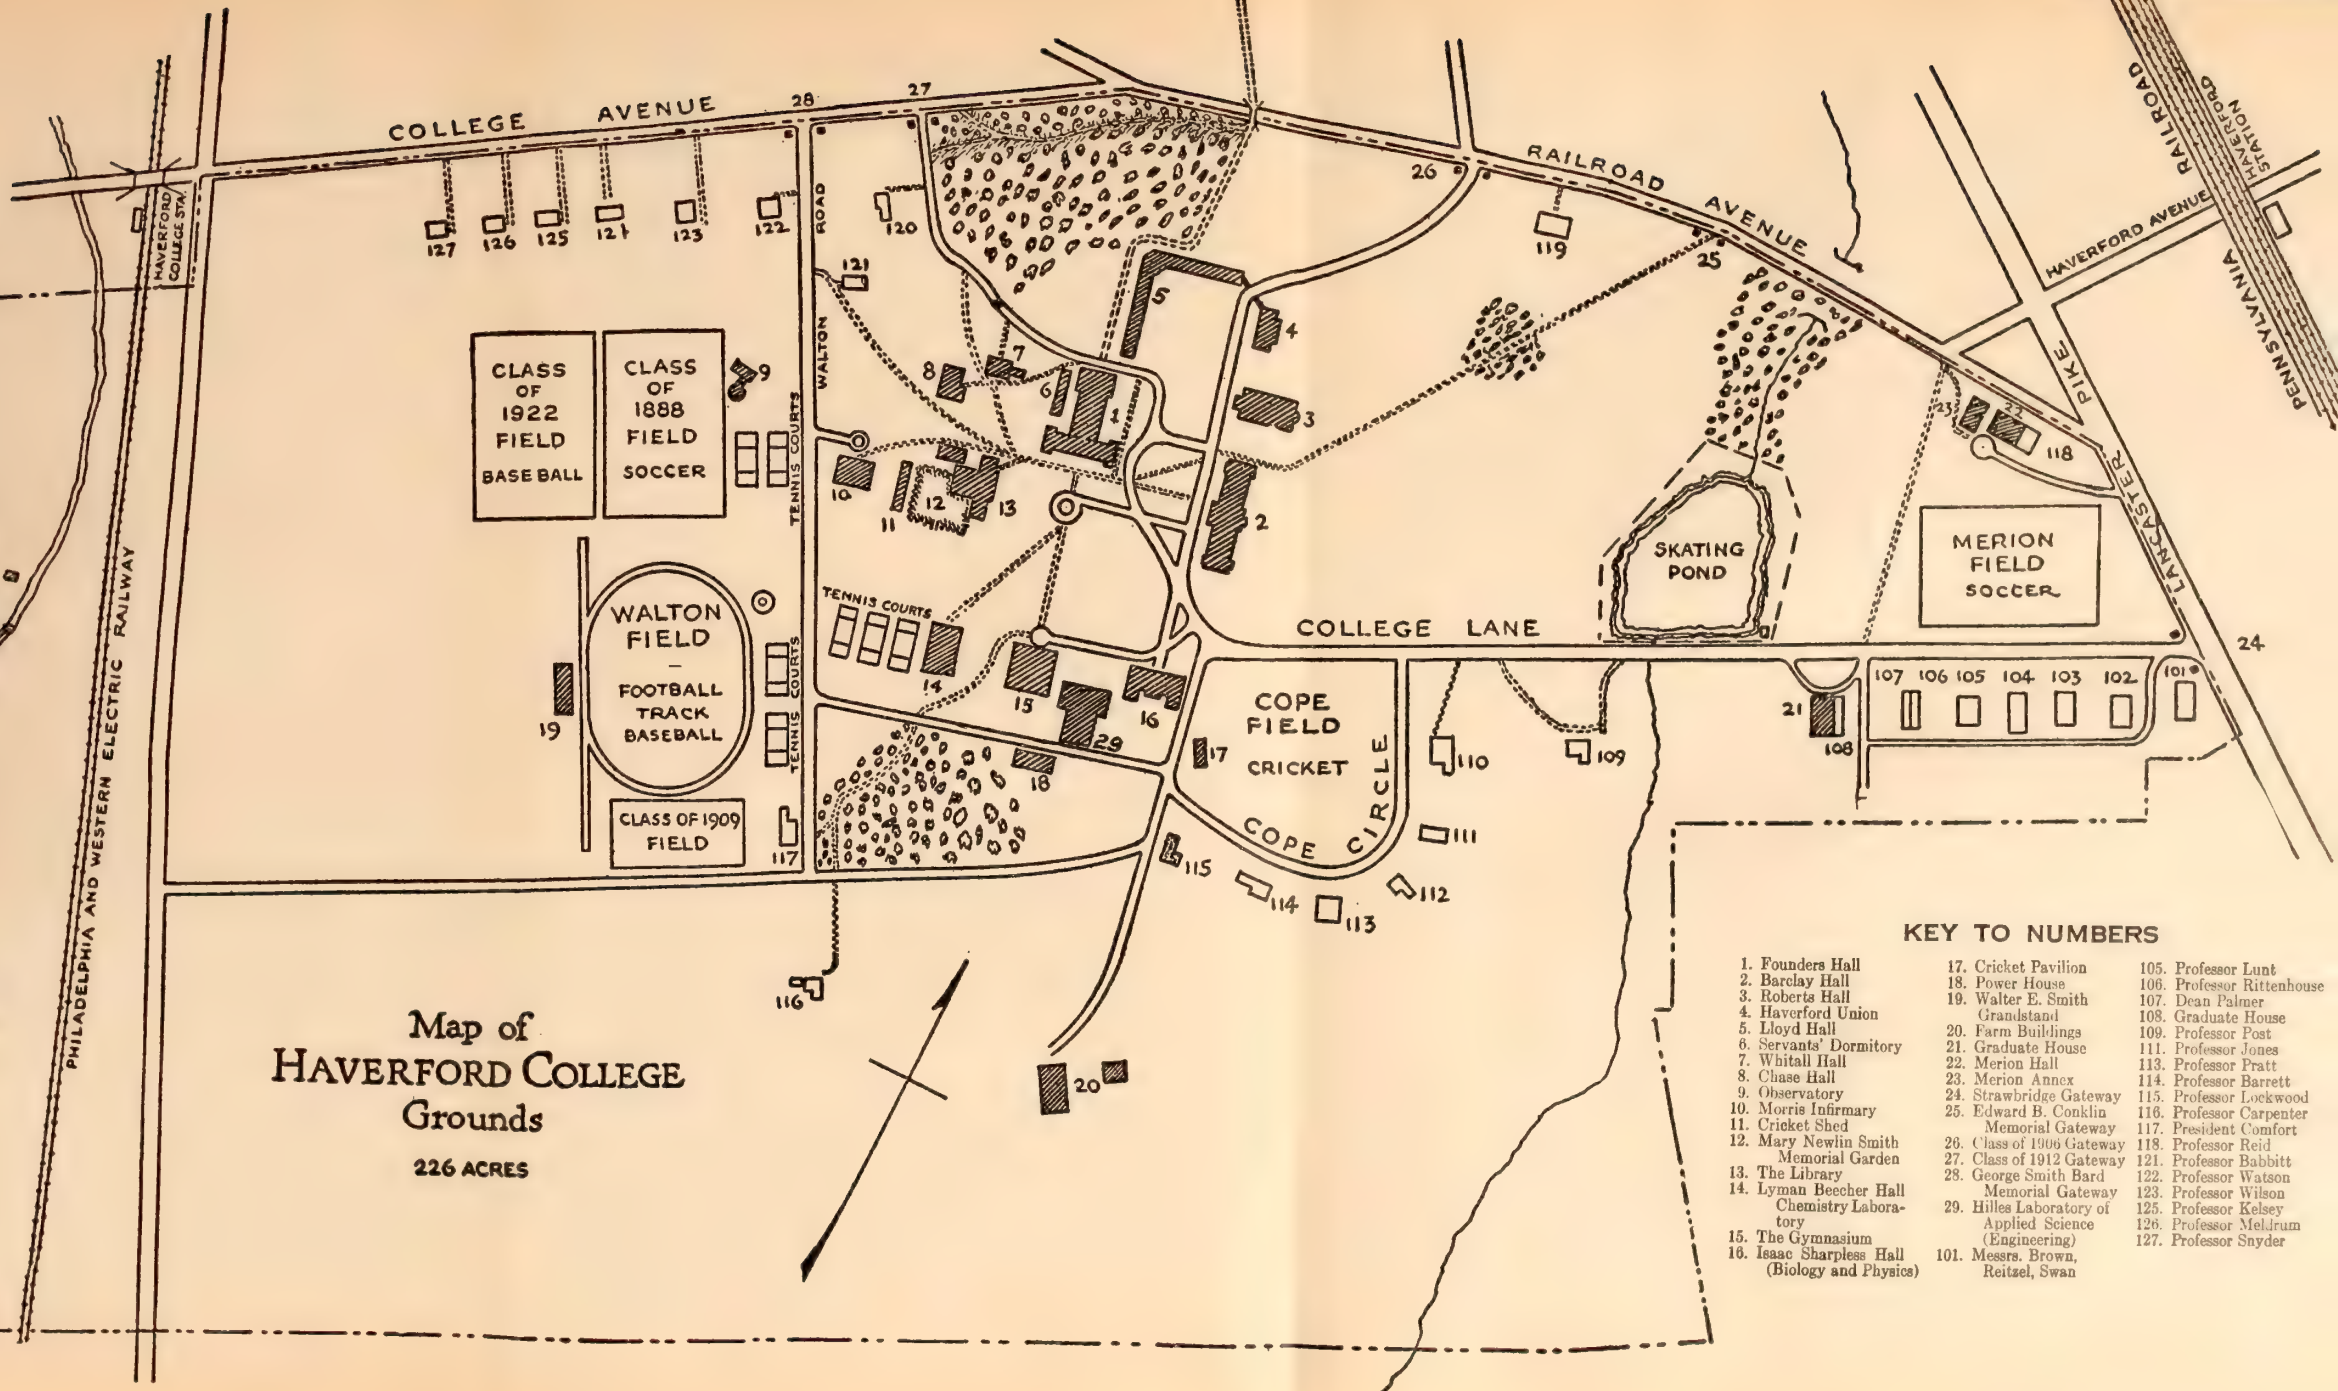 COLLEGE AVENUE
28
27
RAILROAD AVENUE
26
25
HAVERFORD AVENUE
PENNSYLVANIA RAILROAD
HAVERFORD
STATION
LANCASTER PIKE
HAVERFORD
COLLEGE STA.
PHILADELPHIA AND WESTERN ELECTRIC RAILWAY
127
126
125
123
122
120
121
119
WALTON ROAD
CLASS
OF
1922
FIELD
BASEBALL
CLASS
OF
1888
FIELD
SOCCER
9
TENNIS COURTS
8
7
6
1
5
4
3
2
10
11
12
13
23
22
118
SKATING
POND
MERION
FIELD
SOCCER
WALTON
FIELD
—
FOOTBALL
TRACK
BASEBALL
TENNIS COURTS
TENNIS COURTS
14
15
16
29
18
19
COLLEGE LANE
24
COPE
FIELD
CRICKET
17
COPE CIRCLE
110
109
21
108
107
106
105
104
103
102
101
CLASS OF 1909
FIELD
117
115
114
113
112
111
116
20
Map of
HAVERFORD COLLEGE
Grounds
226 ACRES
KEY TO NUMBERS
1. Founders Hall
2. Barclay Hall
3. Roberts Hall
4. Haverford Union
5. Lloyd Hall
6. Servants' Dormitory
7. Whitall Hall
8. Chase Hall
9. Observatory
10. Morris Infirmary
11. Cricket Shed
12. Mary Newlin Smith
Memorial Garden
13. The Library
14. Lyman Beecher Hall
Chemistry Labora-
tory
15. The Gymnasium
16. Isaac Sharpless Hall
(Biology and Physics)
17. Cricket Pavilion
18. Power House
19. Walter E. Smith
Grandstand
20. Farm Buildings
21. Graduate House
22. Merion Hall
23. Merion Annex
24. Strawbridge Gateway
25. Edward B. Conklin
Memorial Gateway
26. Class of 1906 Gateway
27. Class of 1912 Gateway
28. George Smith Bard
Memorial Gateway
29. Hilles Laboratory of
Applied Science
(Engineering)
101. Messrs. Brown,
Reitzel, Swan
105. Professor Lunt
106. Professor Rittenhouse
107. Dean Palmer
108. Graduate House
109. Professor Post
111. Professor Jones
113. Professor Pratt
114. Professor Barrett
115. Professor Lockwood
116. Professor Carpenter
117. President Comfort
118. Professor Reid
121. Professor Babbitt
122. Professor Watson
123. Professor Wilson
125. Professor Kelsey
126. Professor Meldrum
127. Professor Snyder